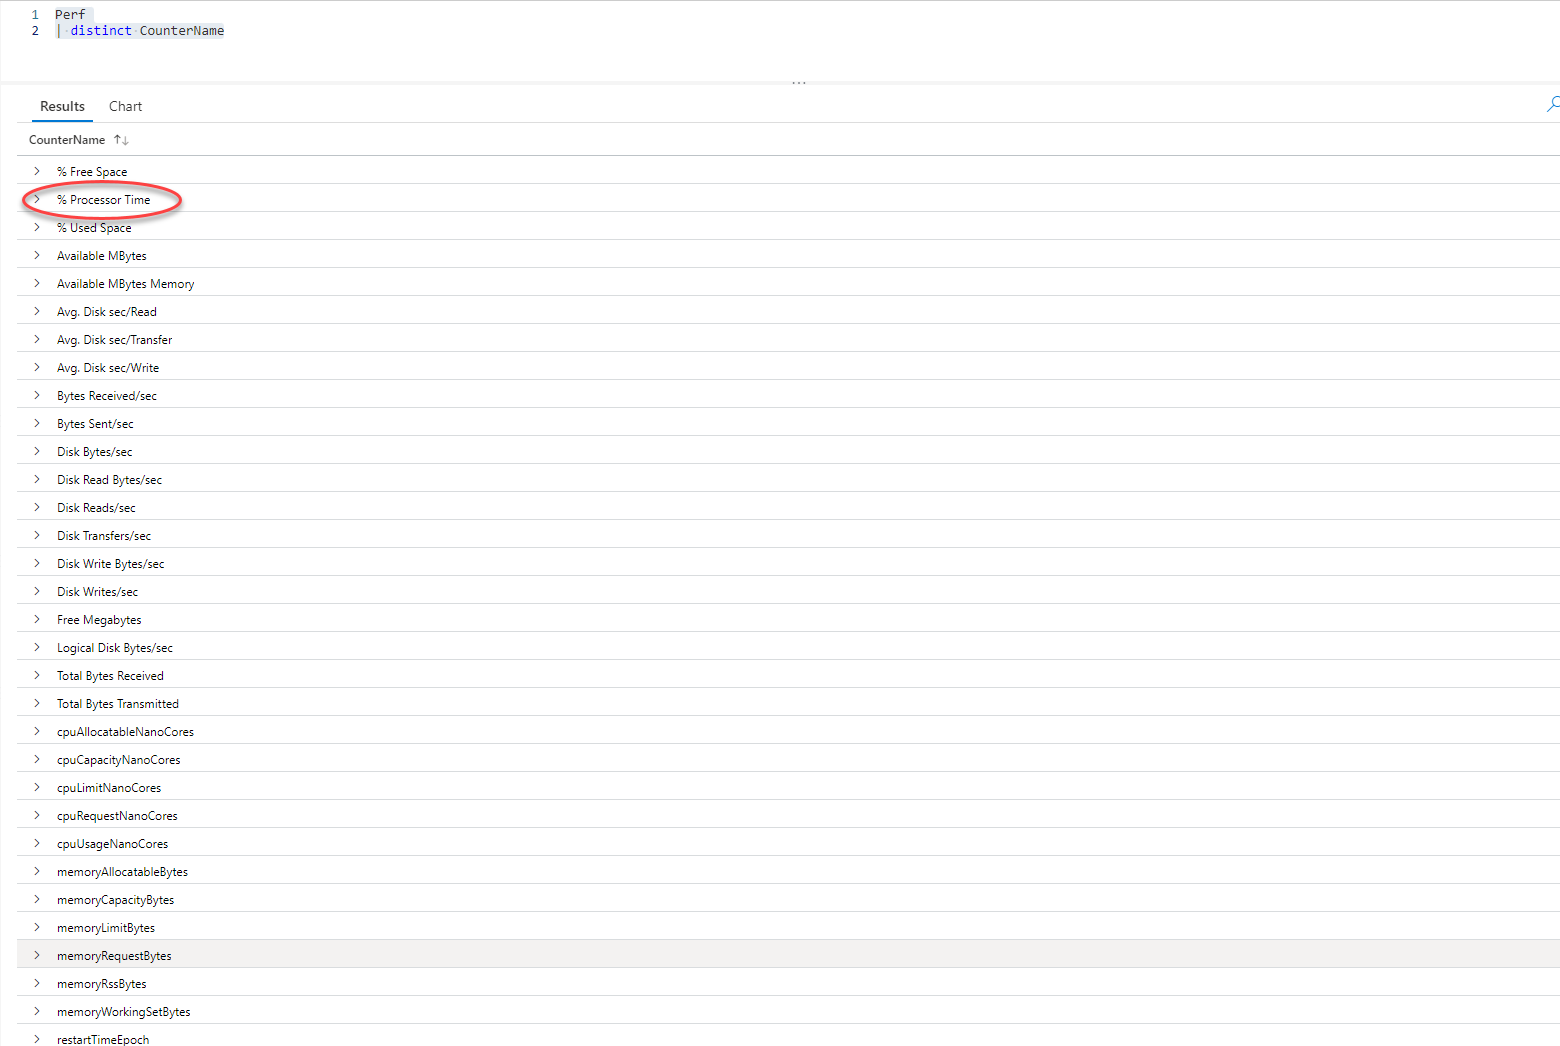 1 Perf
2 | distinct CounterName
...
Results Chart
CounterName ↑↓
> % Free Space
> % Processor Time
> % Used Space
> Available MBytes
> Available MBytes Memory
> Avg. Disk sec/Read
> Avg. Disk sec/Transfer
> Avg. Disk sec/Write
> Bytes Received/sec
> Bytes Sent/sec
> Disk Bytes/sec
> Disk Read Bytes/sec
> Disk Reads/sec
> Disk Transfers/sec
> Disk Write Bytes/sec
> Disk Writes/sec
> Free Megabytes
> Logical Disk Bytes/sec
> Total Bytes Received
> Total Bytes Transmitted
> cpuAllocatableNanoCores
> cpuCapacityNanoCores
> cpuLimitNanoCores
> cpuRequestNanoCores
> cpuUsageNanoCores
> memoryAllocatableBytes
> memoryCapacityBytes
> memoryLimitBytes
> memoryRequestBytes
> memoryRssBytes
> memoryWorkingSetBytes
> restartTimeEpoch